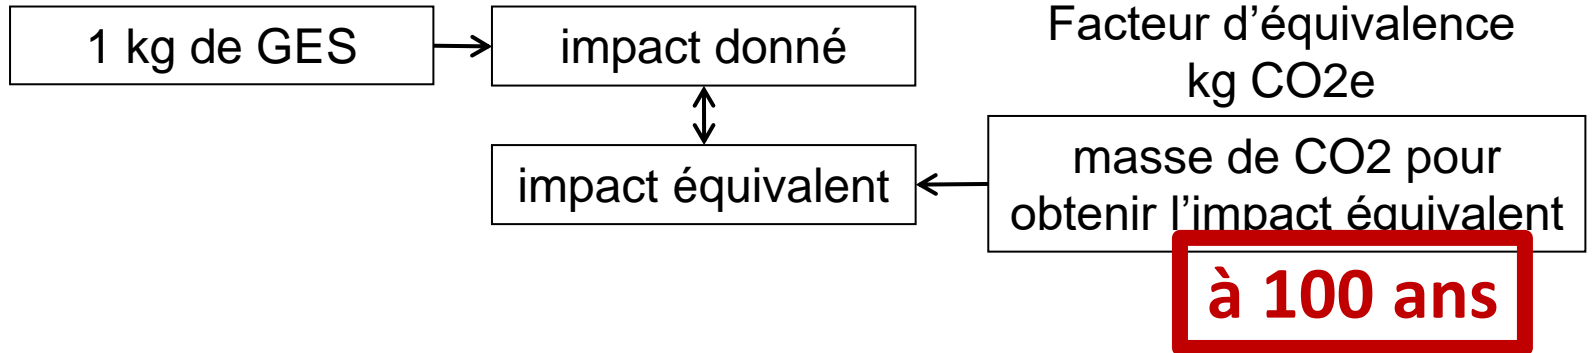 1 kg de GES
impact donné
Facteur d’équivalence
kg CO2e
impact équivalent
masse de CO2 pour
obtenir l’impact équivalent
à 100 ans